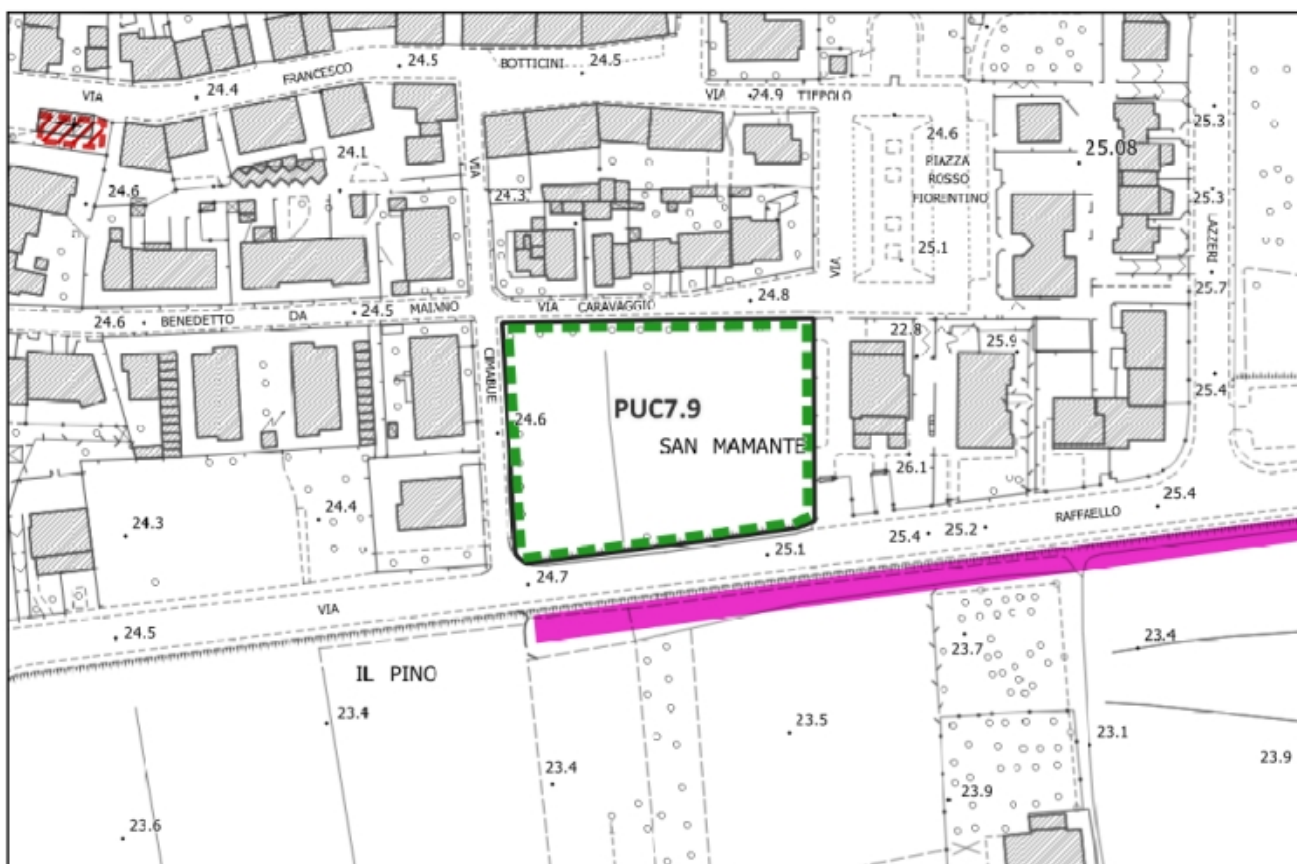 24.5
BOTTICINI
24.5
FRANCESCO
VIA
24.4
VIA
24.9
TIEPOLO
24.6
25.3
25.08
24.1
VIA
PIAZZA
ROSSO
FIORENTINO
24.6
24.3
25.3
25.1
LAZZERI
VIA
24.8
25.7
VIA
CARAVAGGIO
24.6
BENEDETTO
DA
24.5
MAIANO
22.8
25.9
CIMABUE
25.4
PUC7.9
24.6
SAN MAMANTE
26.1
24.3
24.4
25.4
RAFFAELLO
25.4
25.2
25.1
24.7
VIA
24.5
23.7
23.4
IL PINO
23.4
23.5
23.1
23.9
23.4
23.9
23.6